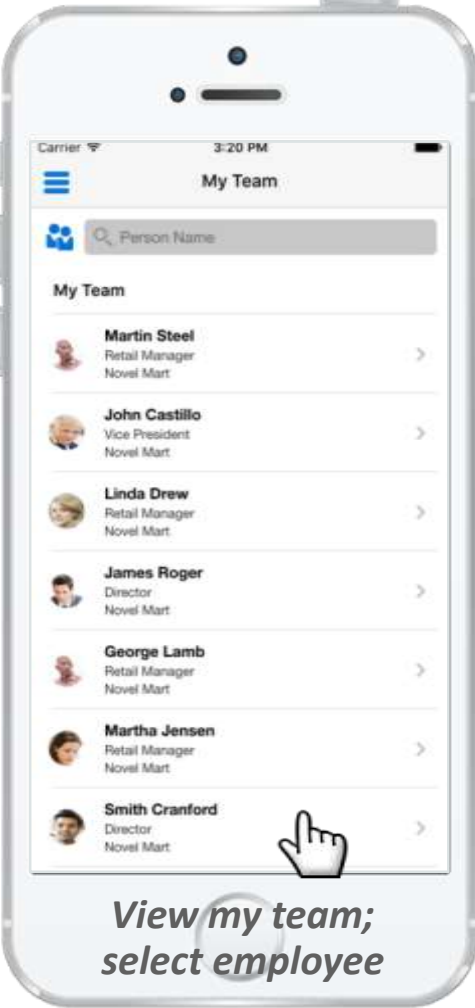 Carrier 3:20 PM
My Team
Person Name
My Team
Martin Steel
Retail Manager
Novel Mart
John Castillo
Vice President
Novel Mart
Linda Drew
Retail Manager
Novel Mart
James Roger
Director
Novel Mart
George Lamb
Retail Manager
Novel Mart
Martha Jensen
Retail Manager
Novel Mart
Smith Cranford
Director
Novel Mart
View my team;
select employee